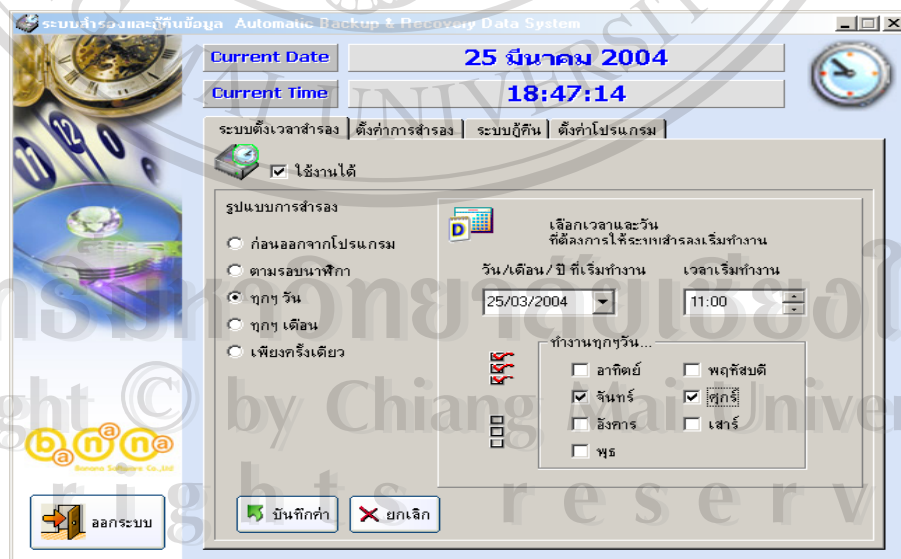 ระบบสำรองและกู้คืนข้อมูล Automatic Backup & Recovery Data System
Current Date
25 มีนาคม 2004
Current Time
18:47:14
ระบบตั้งเวลาสำรอง
ตั้งค่าการสำรอง
ระบบกู้คืน
ตั้งค่าโปรแกรม
ใช้งานได้
รูปแบบการสำรอง
ก่อนออกจากโปรแกรม
ตามรอบนาฬิกา
ทุกๆ วัน
ทุกๆ เดือน
เพียงครั้งเดียว
เลือกเวลาและวัน
ที่ต้องการให้ระบบสำรองเริ่มทำงาน
วัน/เดือน/ ปี ที่เริ่มทำงาน
เวลาเริ่มทำงาน
25/03/2004
11:00
ทำงานทุกๆวัน...
อาทิตย์
พฤหัสบดี
จันทร์
ศุกร์
อังคาร
เสาร์
พุธ
banana
Banana Software Co.,Ltd
บันทึกค่า
ยกเลิก
ออกระบบ
MAI UNIVERSIT
by Chiang Mai Univer
rights reserv